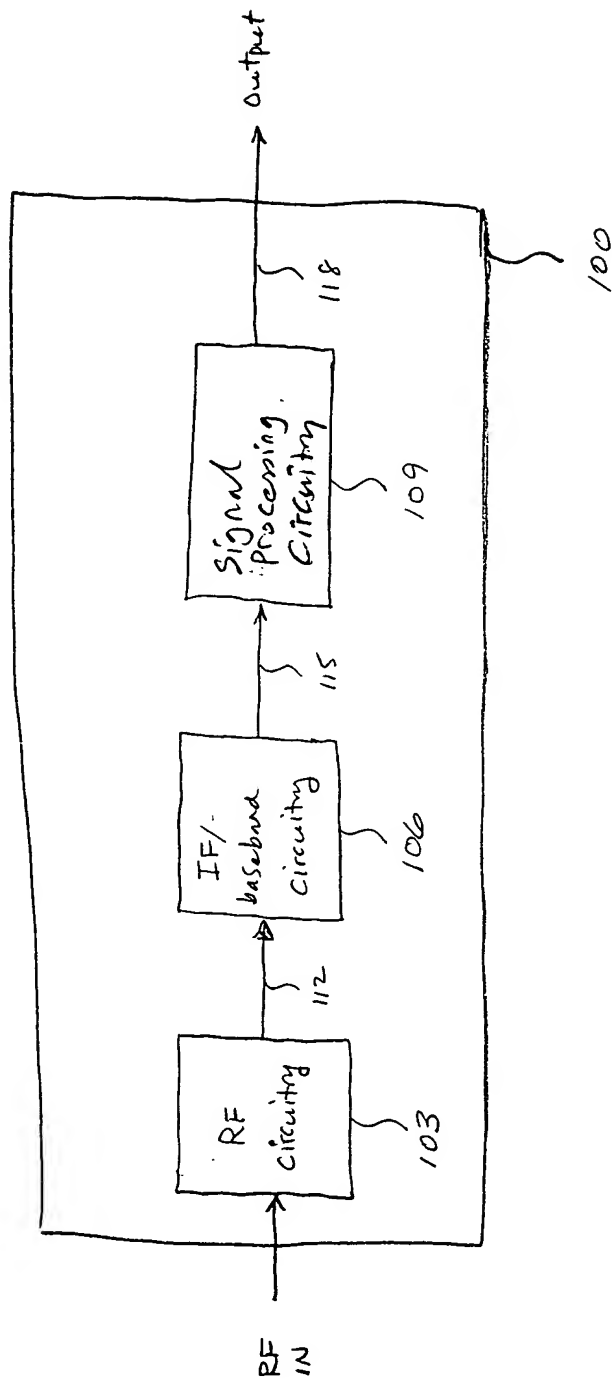 RF
IN
RF
circuitry
103
112
IF/-
baseband
circuitry
106
115
Signal
processing
Circuitry
109
118
Output
100